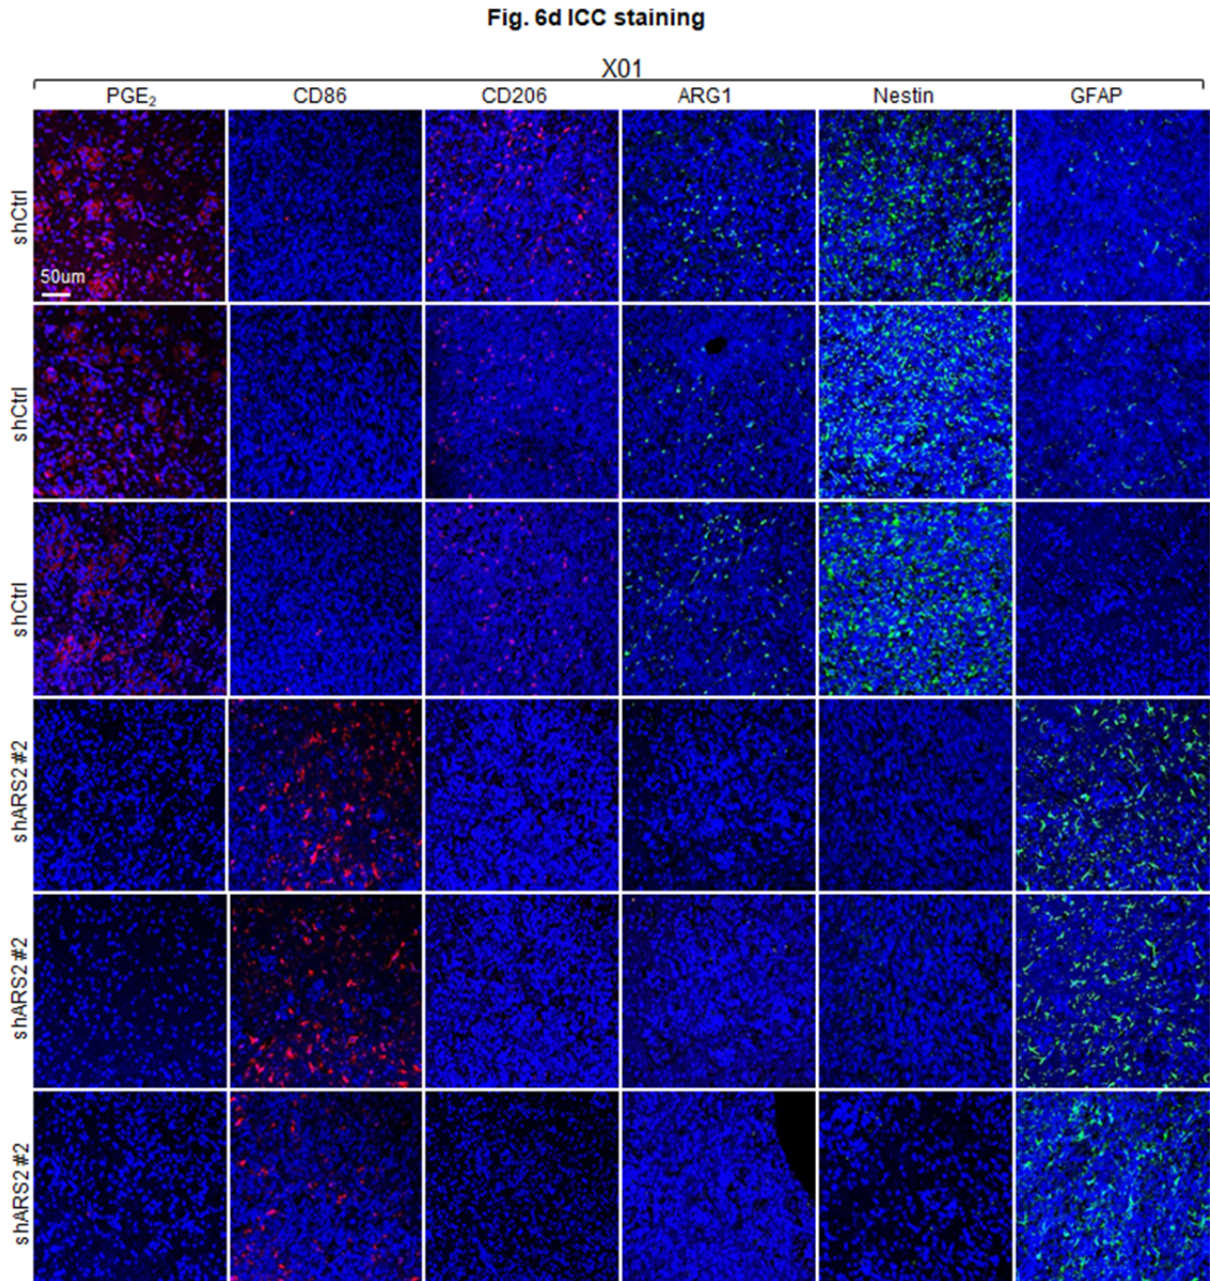 Fig. 6d ICC staining
X01
PGE₂ CD86 CD206 ARG1 Nestin GFAP
shCtrl
50um
shCtrl
shCtrl
shARS2 #2
shARS2 #2
shARS2 #2